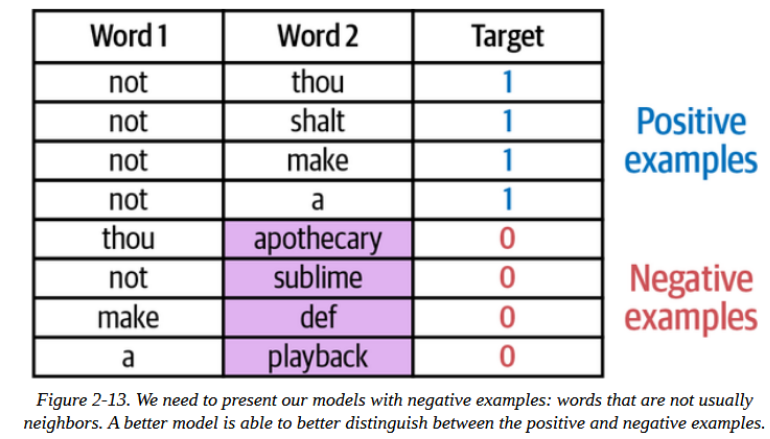 Word 1 Word 2 Target
not thou 1
not shalt 1
not make 1
not a 1
Positive
examples
thou apothecary 0
not sublime 0
make def 0
a playback 0
Negative
examples
Figure 2-13. We need to present our models with negative examples: words that are not usually
neighbors. A better model is able to better distinguish between the positive and negative examples.